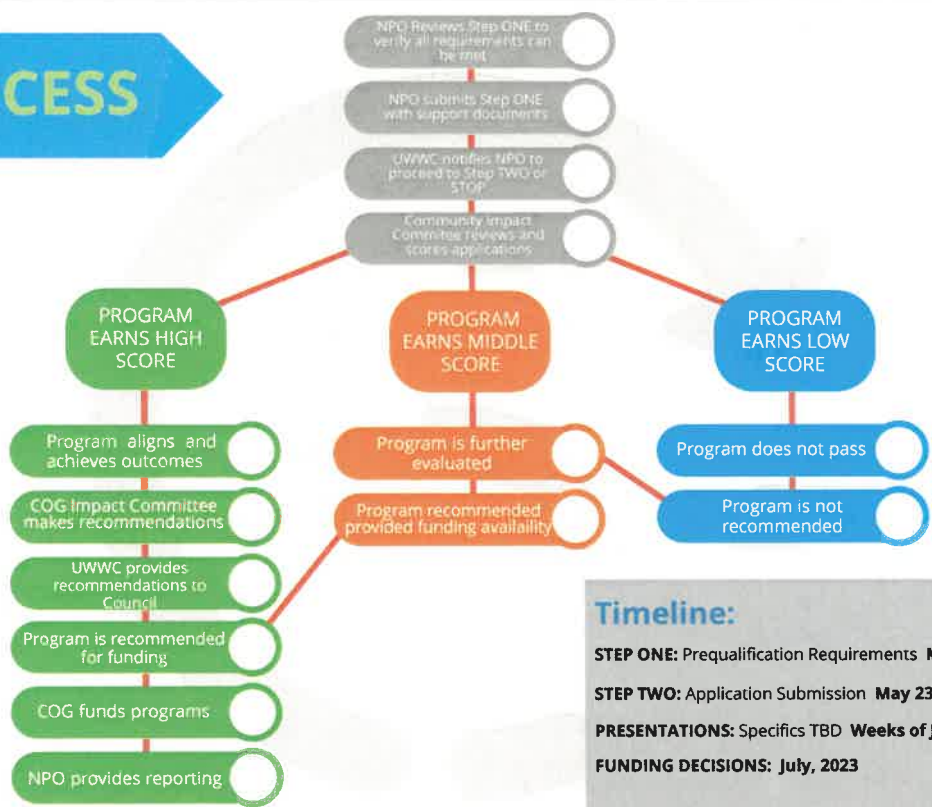 CESS
NPO Reviews Step ONE to
verify all requirements can
be met
NPO submits Step ONE
with support documents
UWWC notifies NPO to
proceed to Step TWO or
STOP
Community Impact
Commitee reviews and
scores applications
PROGRAM
EARNS HIGH
SCORE
Program aligns and
achieves outcomes
COG Impact Committee
makes recommendations
UWWC provides
recommendations to
Council
Program is recommended
for funding
COG funds programs
NPO provides reporting
PROGRAM
EARNS MIDDLE
SCORE
Program is further
evaluated
Program recommended
provided funding availaility
PROGRAM
EARNS LOW
SCORE
Program does not pass
Program is not
recommended
Timeline:
STEP ONE: Prequalification Requirements
STEP TWO: Application Submission May 23
PRESENTATIONS: Specifics TBD Weeks of
FUNDING DECISIONS: July, 2023